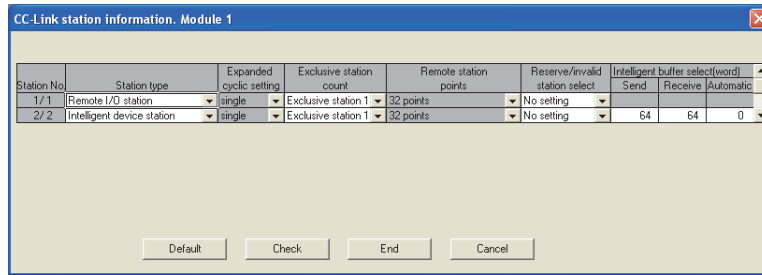 CC-Link station information. Module 1
Expanded Exclusive station Remote station Reserve/invalid Intelligent buffer select(word)
Station No. Station type cyclic setting count points station select Send Receive Automatic
1/ 1 Remote I/O station single Exclusive station 1 32 points No setting
2/ 2 Intelligent device station single Exclusive station 1 32 points No setting 64 64 0
Default Check End Cancel